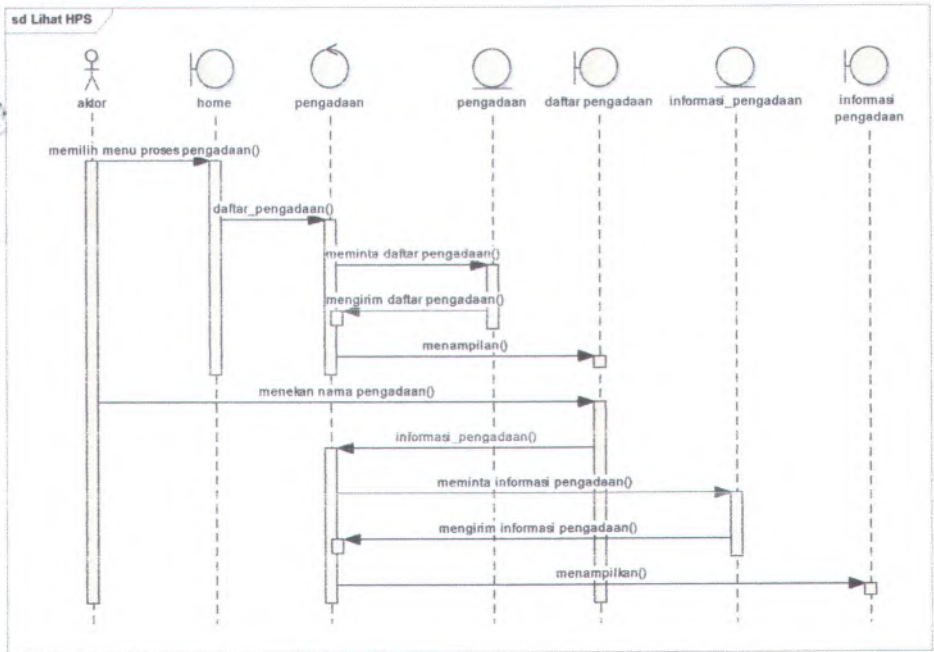 sd Lihat HPS
aktor
home
pengadaan
pengadaan
daftar pengadaan
informasi_pengadaan
informasi
pengadaan
memilih menu proses pengadaan()
daftar_pengadaan()
meminta daftar pengadaan()
mengirim daftar pengadaan()
menampilan()
menekan nama pengadaan()
informasi_pengadaan()
meminta informasi pengadaan()
mengirim informasi pengadaan()
menampilkan()